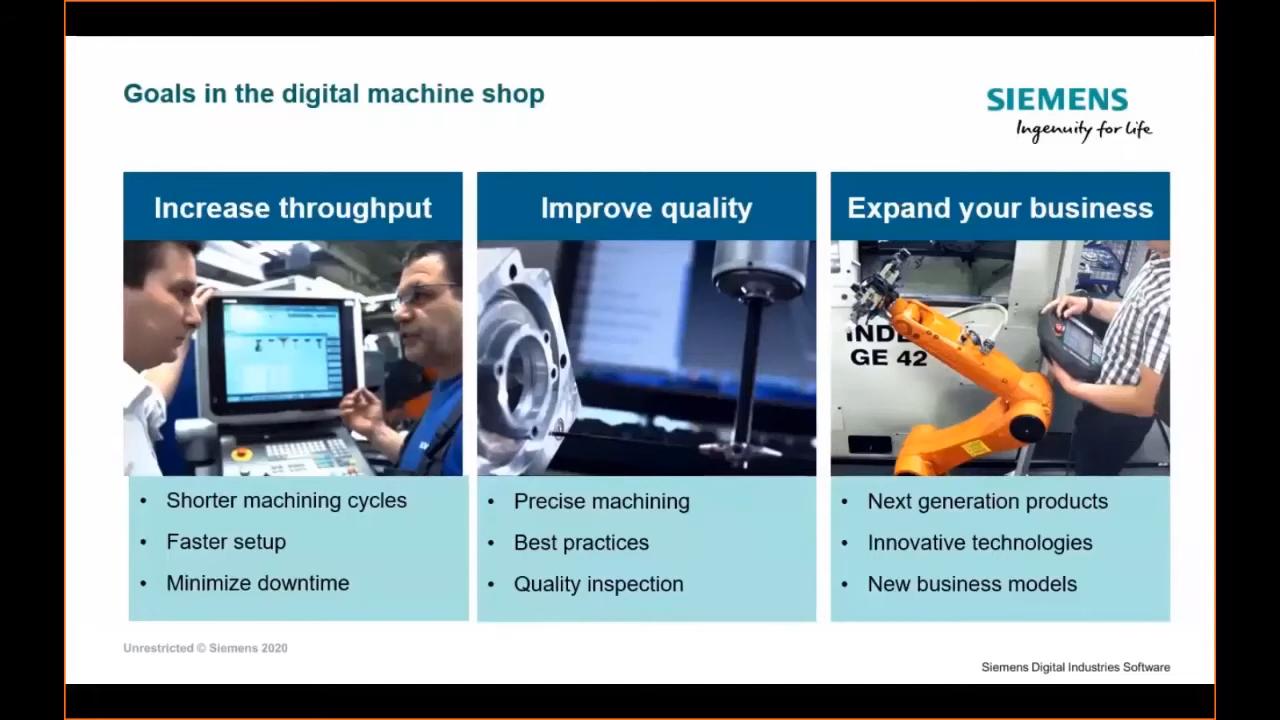 Goals in the digital machine shop
SIEMENS
Ingenuity for life
Increase throughput
Improve quality
Expand your business
GE 42
• Shorter machining cycles
• Faster setup
• Minimize downtime
• Precise machining
• Best practices
• Quality inspection
• Next generation products
• Innovative technologies
• New business models
Unrestricted © Siemens 2020
Siemens Digital Industries Software